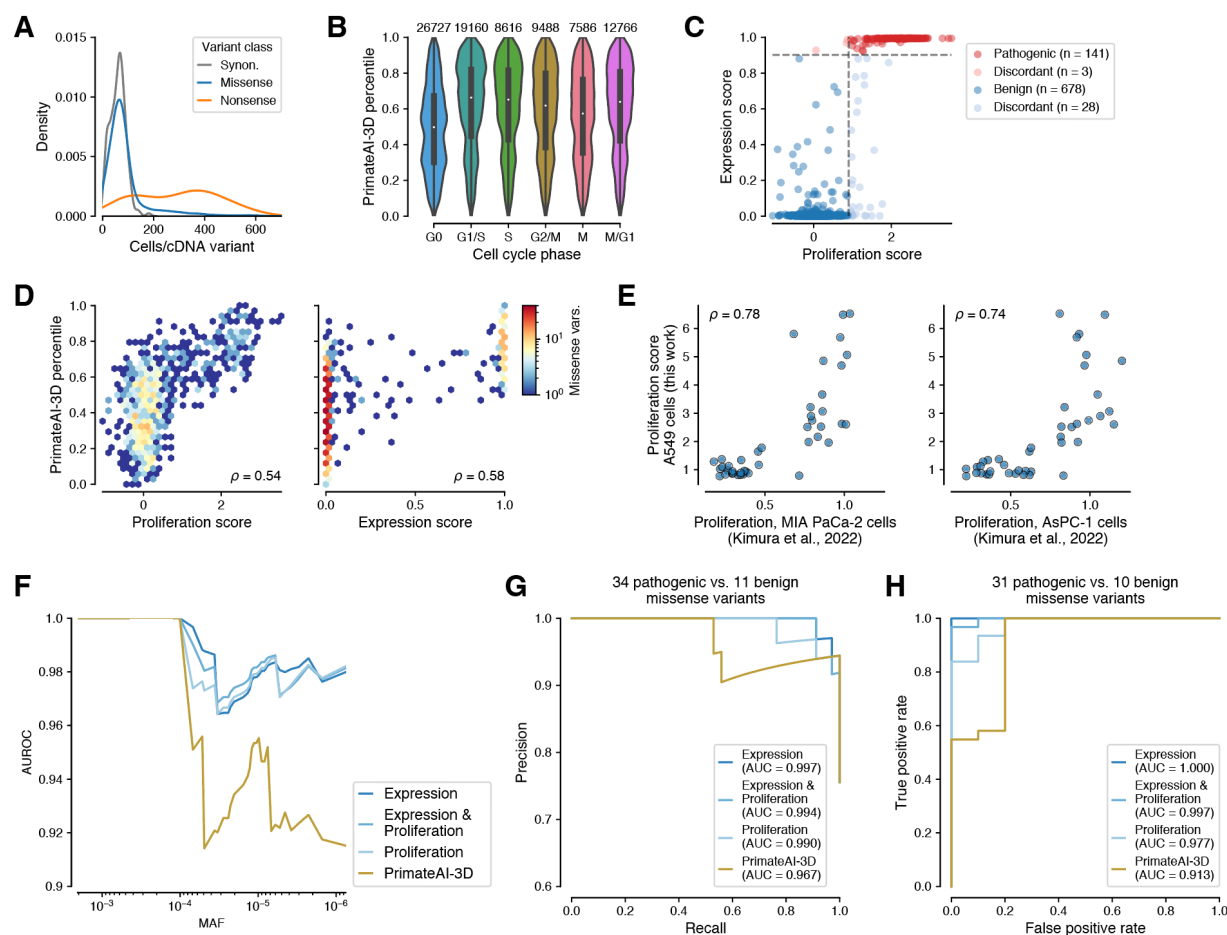 A
0.015
0.010
0.005
0.000
Density
0
200
400
600
Cells/cDNA variant
Variant class
Synon.
Missense
Nonsense
B
26727 19160 8616 9488 7586 12766
1.0
0.8
0.6
0.4
0.2
0.0
PrimateAI-3D percentile
G0
G1/S
S
G2/M
M
M/G1
Cell cycle phase
C
1.0
0.8
0.6
0.4
0.2
0.0
Expression score
0
2
Proliferation score
Pathogenic (n = 141)
Discordant (n = 3)
Benign (n = 678)
Discordant (n = 28)
D
1.0
0.8
0.6
0.4
0.2
0.0
PrimateAI-3D percentile
ρ = 0.54
0
2
Proliferation score
ρ = 0.58
0.0
0.5
1.0
Expression score
10¹
10⁰
Missense vars.
E
ρ = 0.78
6
5
4
3
2
1
Proliferation score
A549 cells (this work)
0.5
1.0
Proliferation, MIA PaCa-2 cells
(Kimura et al., 2022)
ρ = 0.74
6
5
4
3
2
1
0.5
1.0
Proliferation, AsPC-1 cells
(Kimura et al., 2022)
F
1.0
0.98
0.96
0.94
0.92
0.9
AUROC
10⁻³
10⁻⁴
10⁻⁵
10⁻⁶
MAF
Expression
Expression &
Proliferation
Proliferation
PrimateAI-3D
G
34 pathogenic vs. 11 benign
missense variants
1.0
0.9
0.8
0.7
0.6
Precision
0.0
0.2
0.4
0.6
0.8
1.0
Recall
Expression
(AUC = 0.997)
Expression &
Proliferation
(AUC = 0.994)
Proliferation
(AUC = 0.990)
PrimateAI-3D
(AUC = 0.967)
H
31 pathogenic vs. 10 benign
missense variants
1.0
0.8
0.6
0.4
0.2
0.0
True positive rate
0.0
0.2
0.4
0.6
0.8
1.0
False positive rate
Expression
(AUC = 1.000)
Expression &
Proliferation
(AUC = 0.997)
Proliferation
(AUC = 0.977)
PrimateAI-3D
(AUC = 0.913)